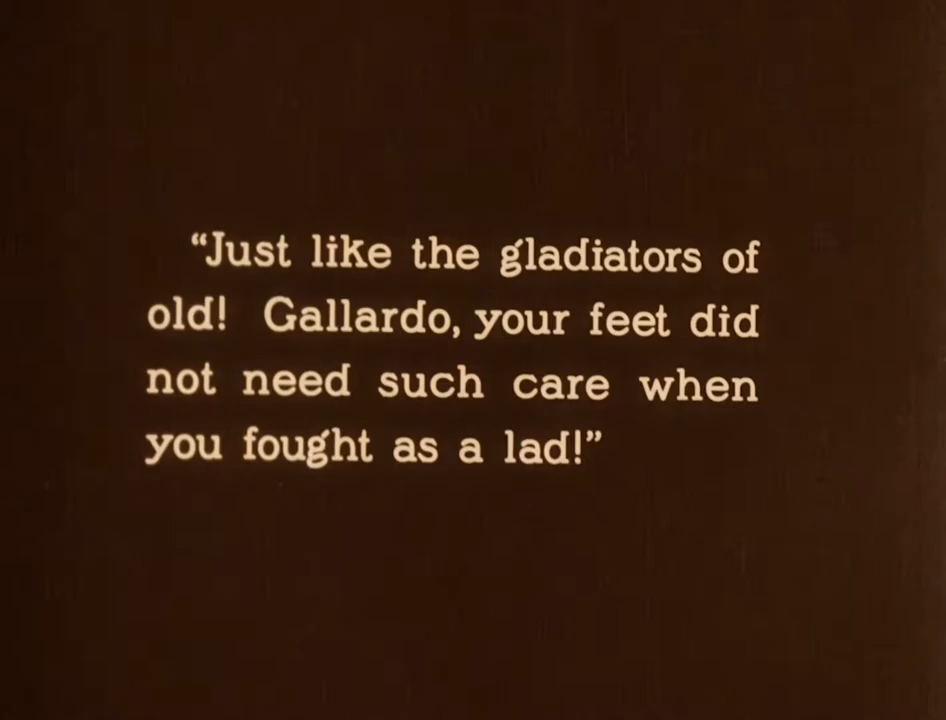 “Just like the gladiators of
old! Gallardo, your feet did
not need such care when
you fought as a lad!”